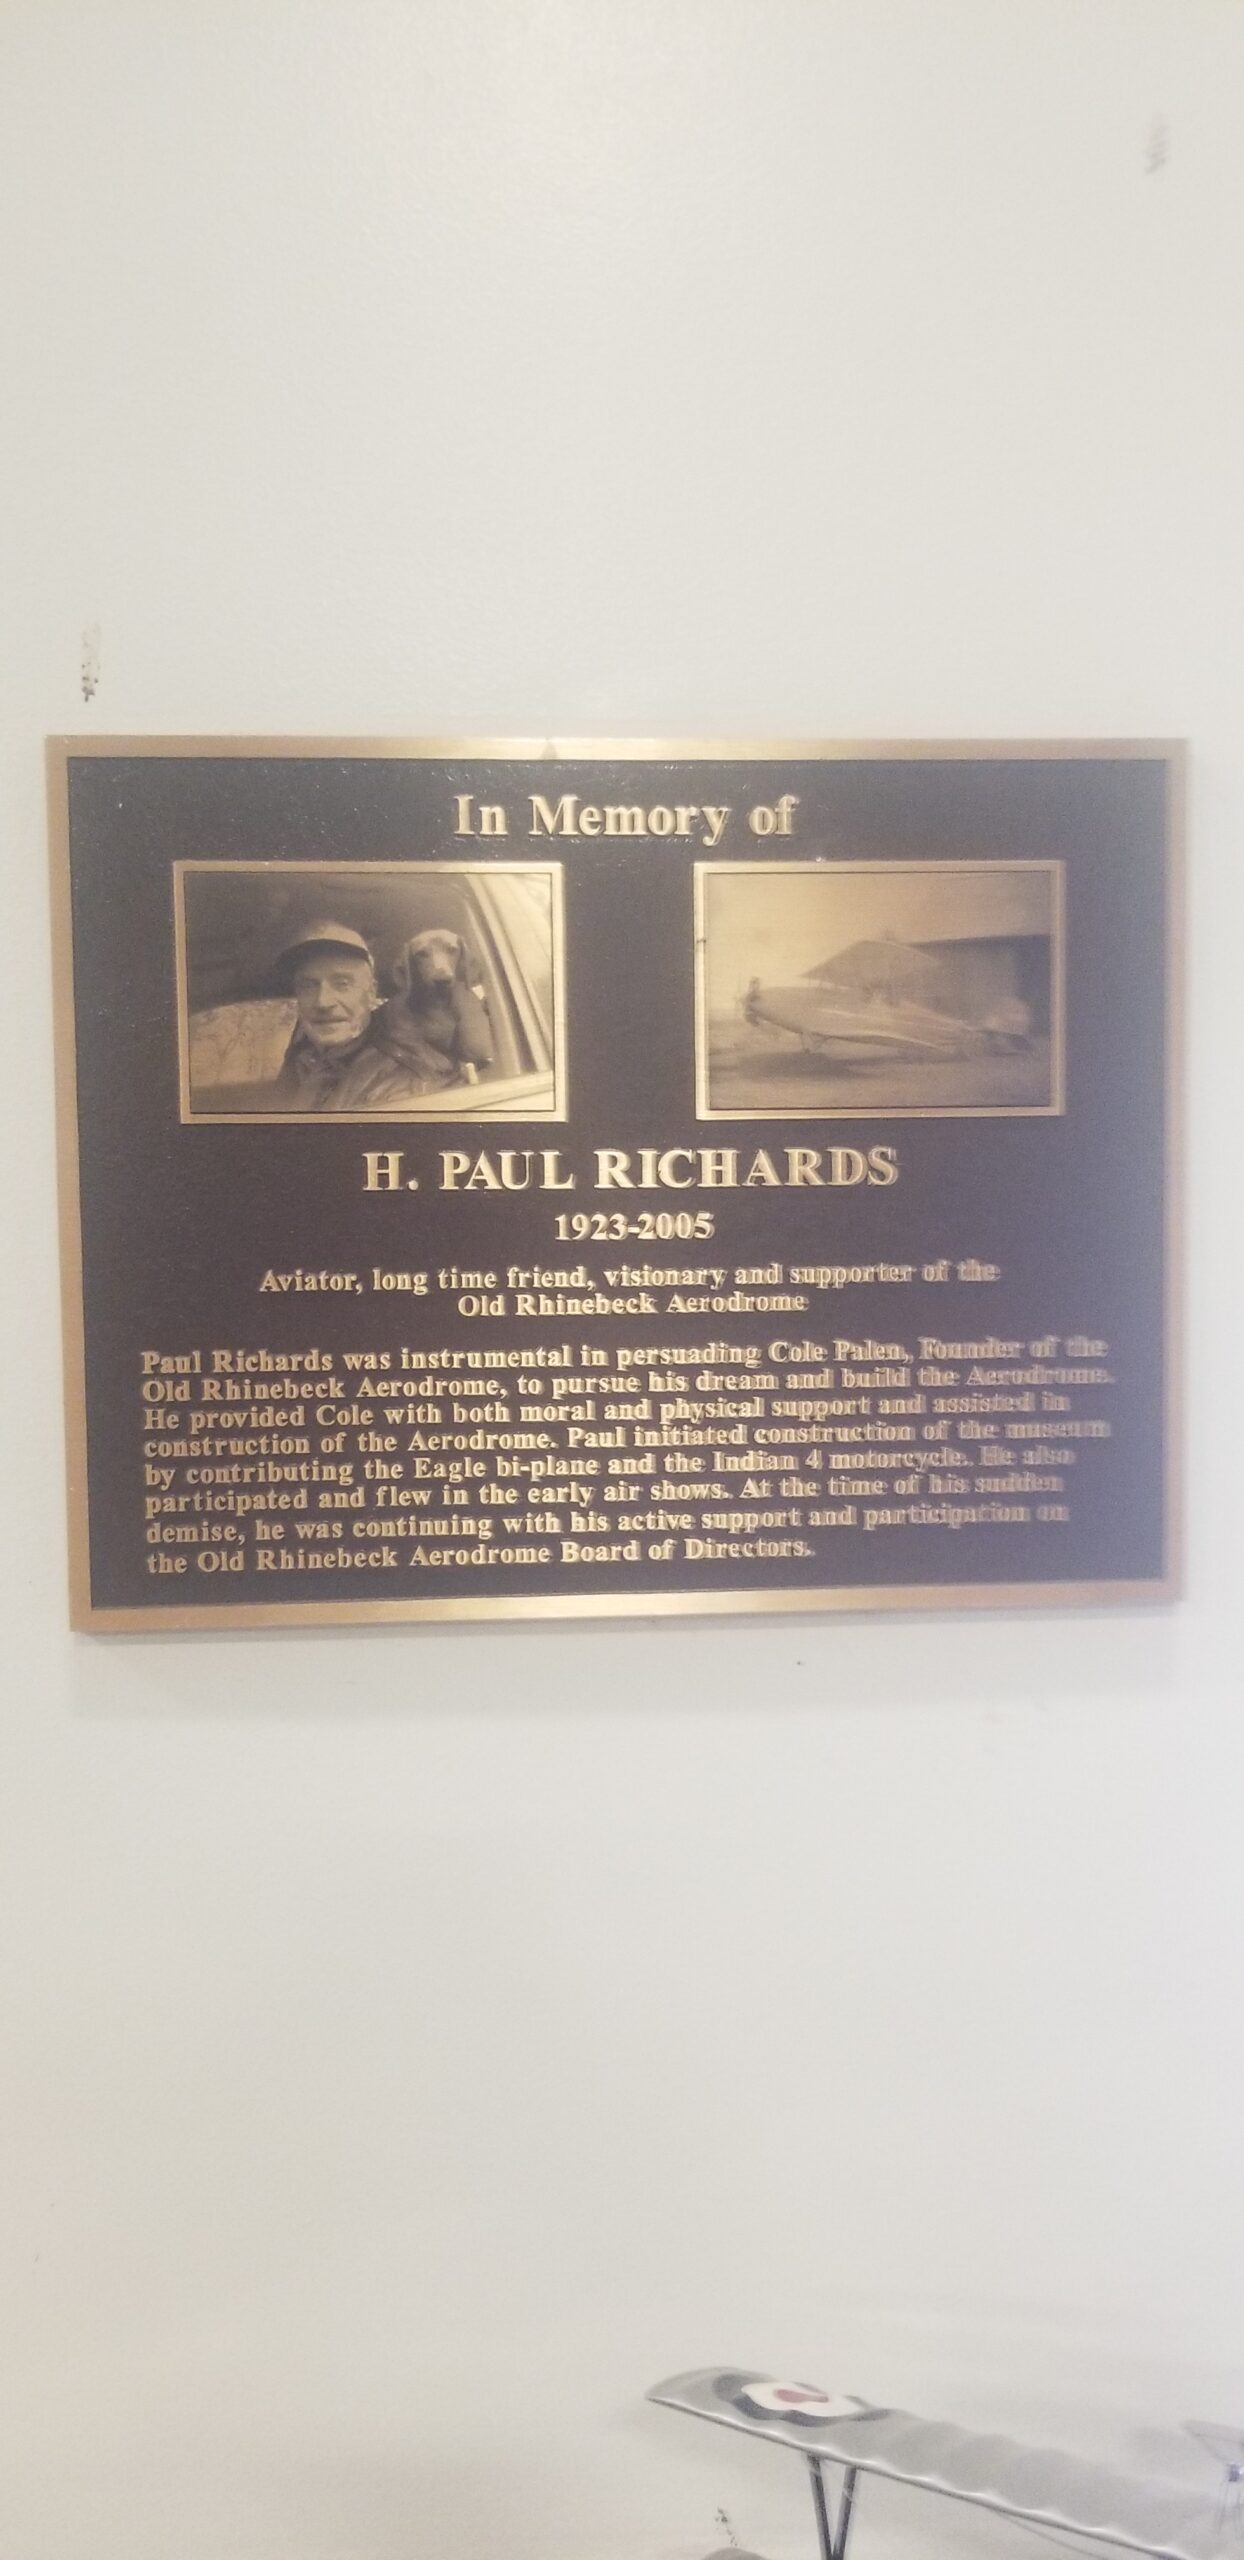 In Memory of
H. PAUL RICHARDS
1923-2005
Aviator, long time friend, visionary and supporter of the
Old Rhinebeck Aerodrome
Paul Richards was instrumental in persuading Cole Palen, Founder of the
Old Rhinebeck Aerodrome, to pursue his dream and build the Aerodrome.
He provided Cole with both moral and physical support and assisted in
construction of the Aerodrome. Paul initiated construction of the museum
by contributing the Eagle bi-plane and the Indian 4 motorcycle. He also
participated and flew in the early air shows. At the time of his sudden
demise, he was continuing with his active support and participation on
the Old Rhinebeck Aerodrome Board of Directors.